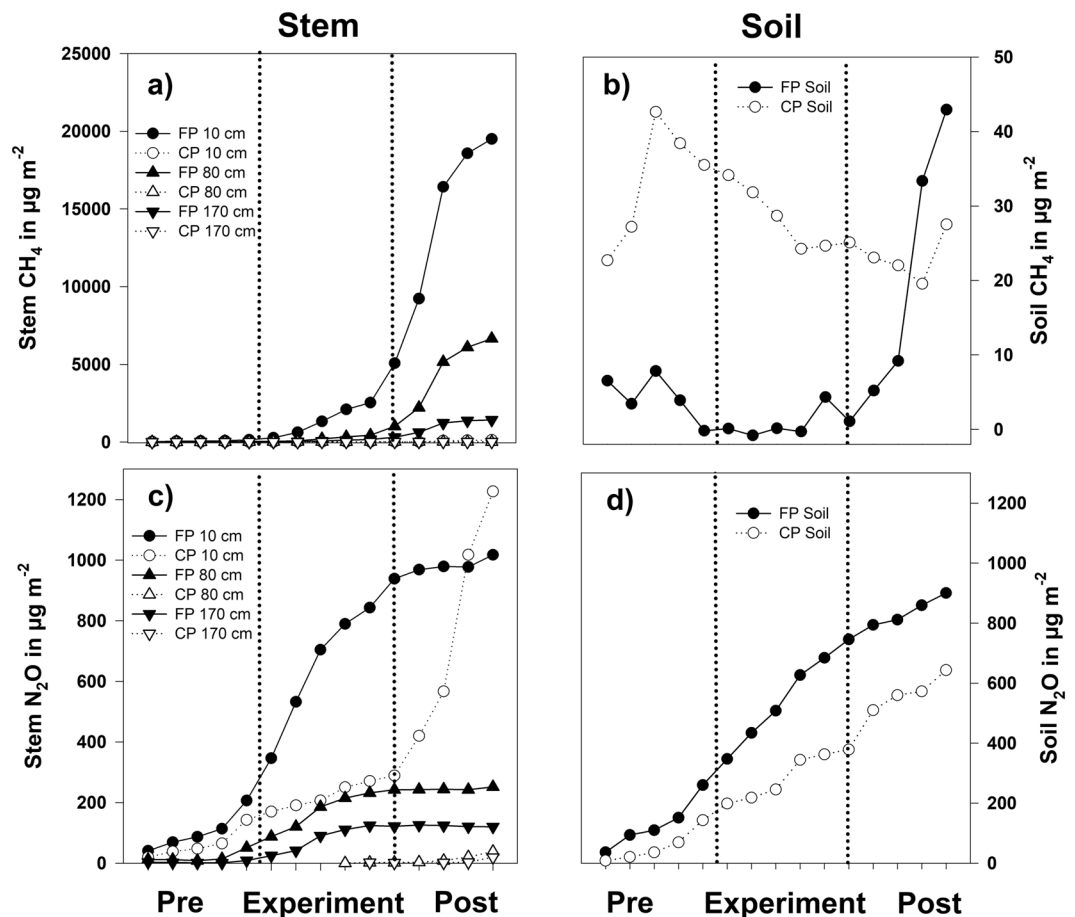 Stem
Soil
a)
25000
20000
15000
10000
5000
0
Stem CH₄ in µg m⁻²
FP 10 cm
CP 10 cm
FP 80 cm
CP 80 cm
FP 170 cm
CP 170 cm
b)
FP Soil
CP Soil
50
40
30
20
10
0
Soil CH₄ in µg m⁻²
c)
1200
1000
800
600
400
200
0
Stem N₂O in µg m⁻²
FP 10 cm
CP 10 cm
FP 80 cm
CP 80 cm
FP 170 cm
CP 170 cm
d)
FP Soil
CP Soil
1200
1000
800
600
400
200
0
Soil N₂O in µg m⁻²
Pre Experiment Post
Pre Experiment Post